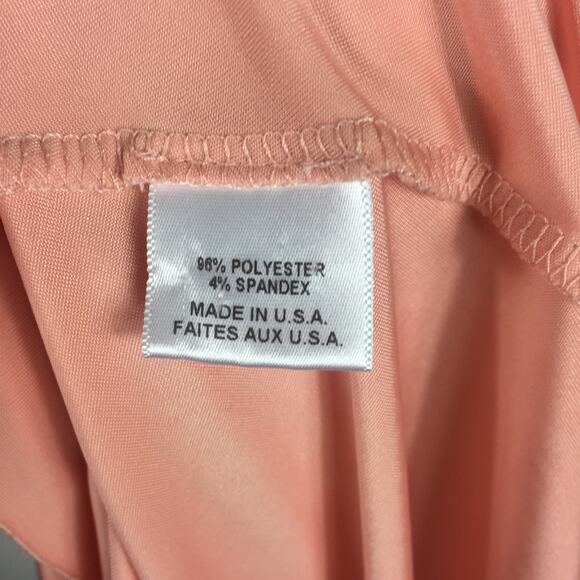 96% POLYESTER
4% SPANDEX
MADE IN U.S.A.
FAITES AUX U.S.A.